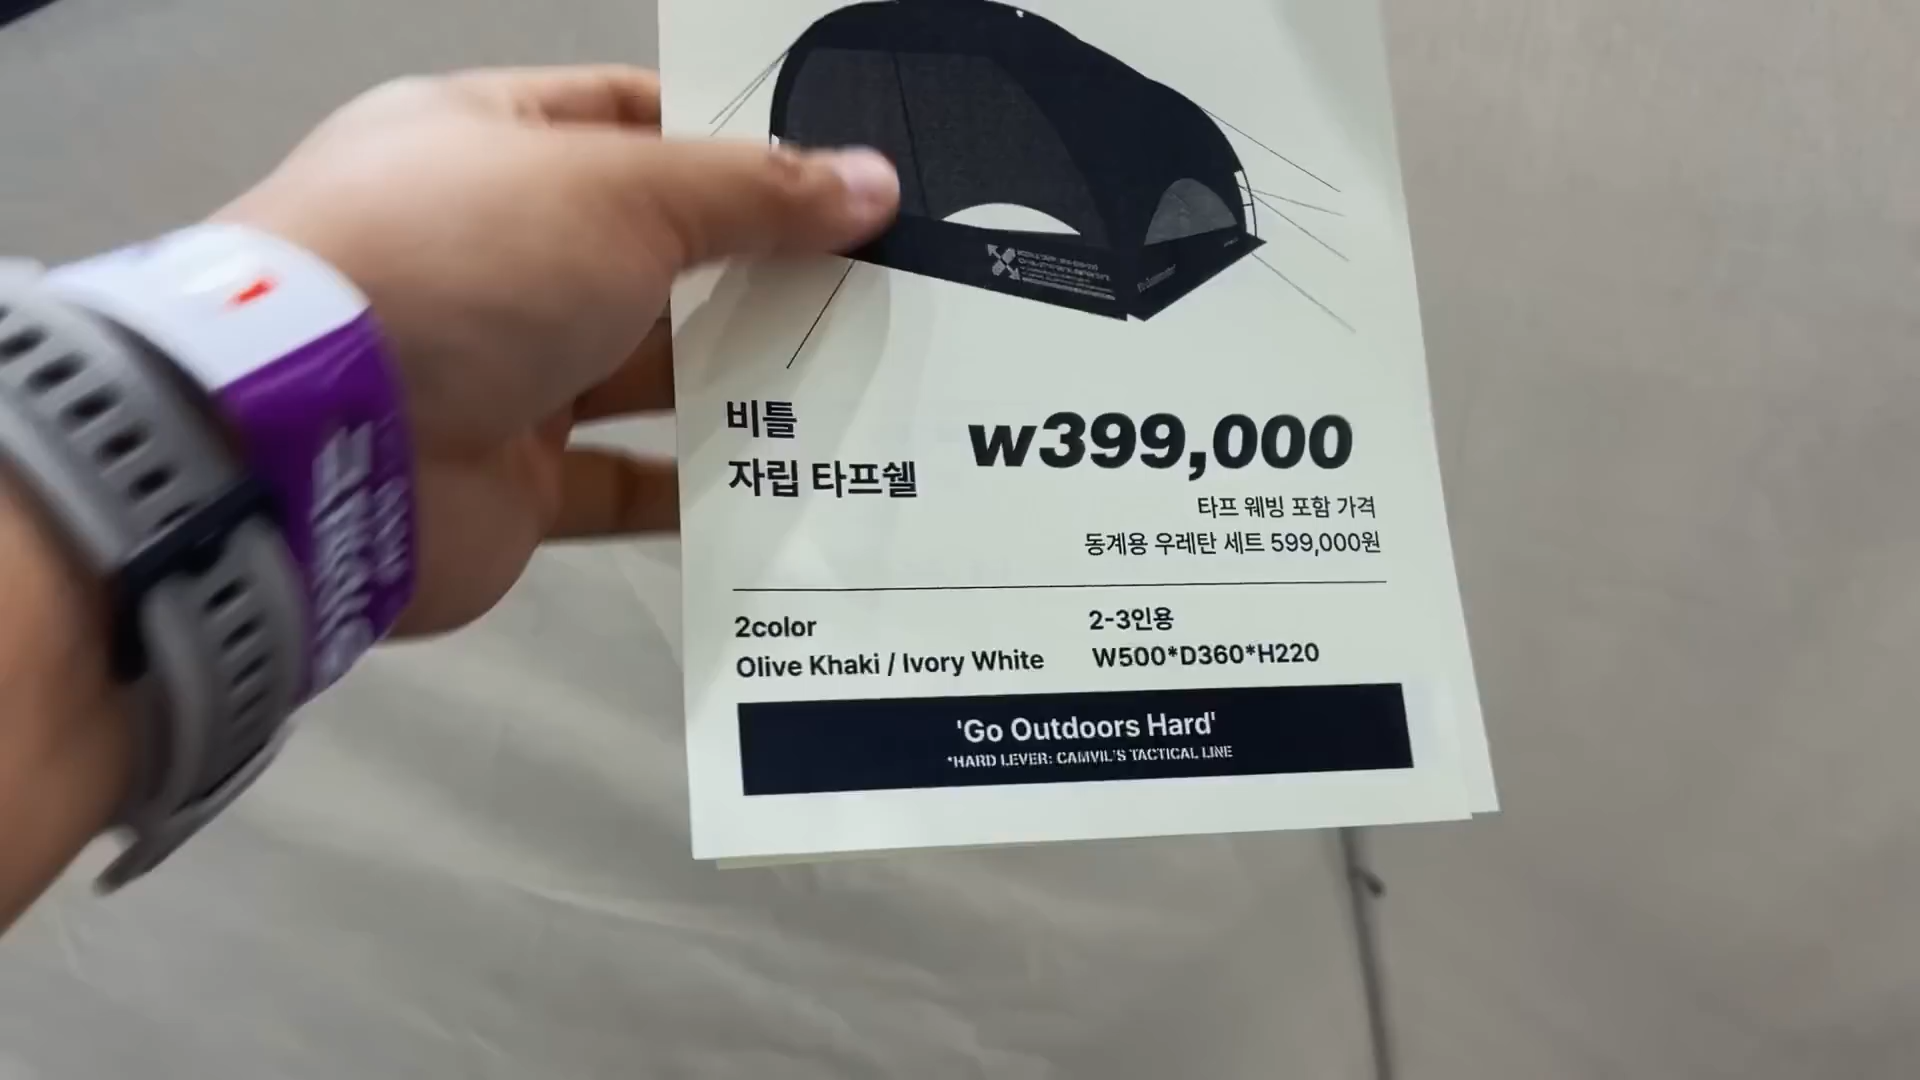 비틀
자립 타프쉘
w399,000
타프 웨빙 포함 가격
동계용 우레탄 세트 599,000원
2color
Olive Khaki / Ivory White
2-3인용
W500*D360*H220
'Go Outdoors Hard'
*HARD LEVER: CAMVIL'S TACTICAL LINE